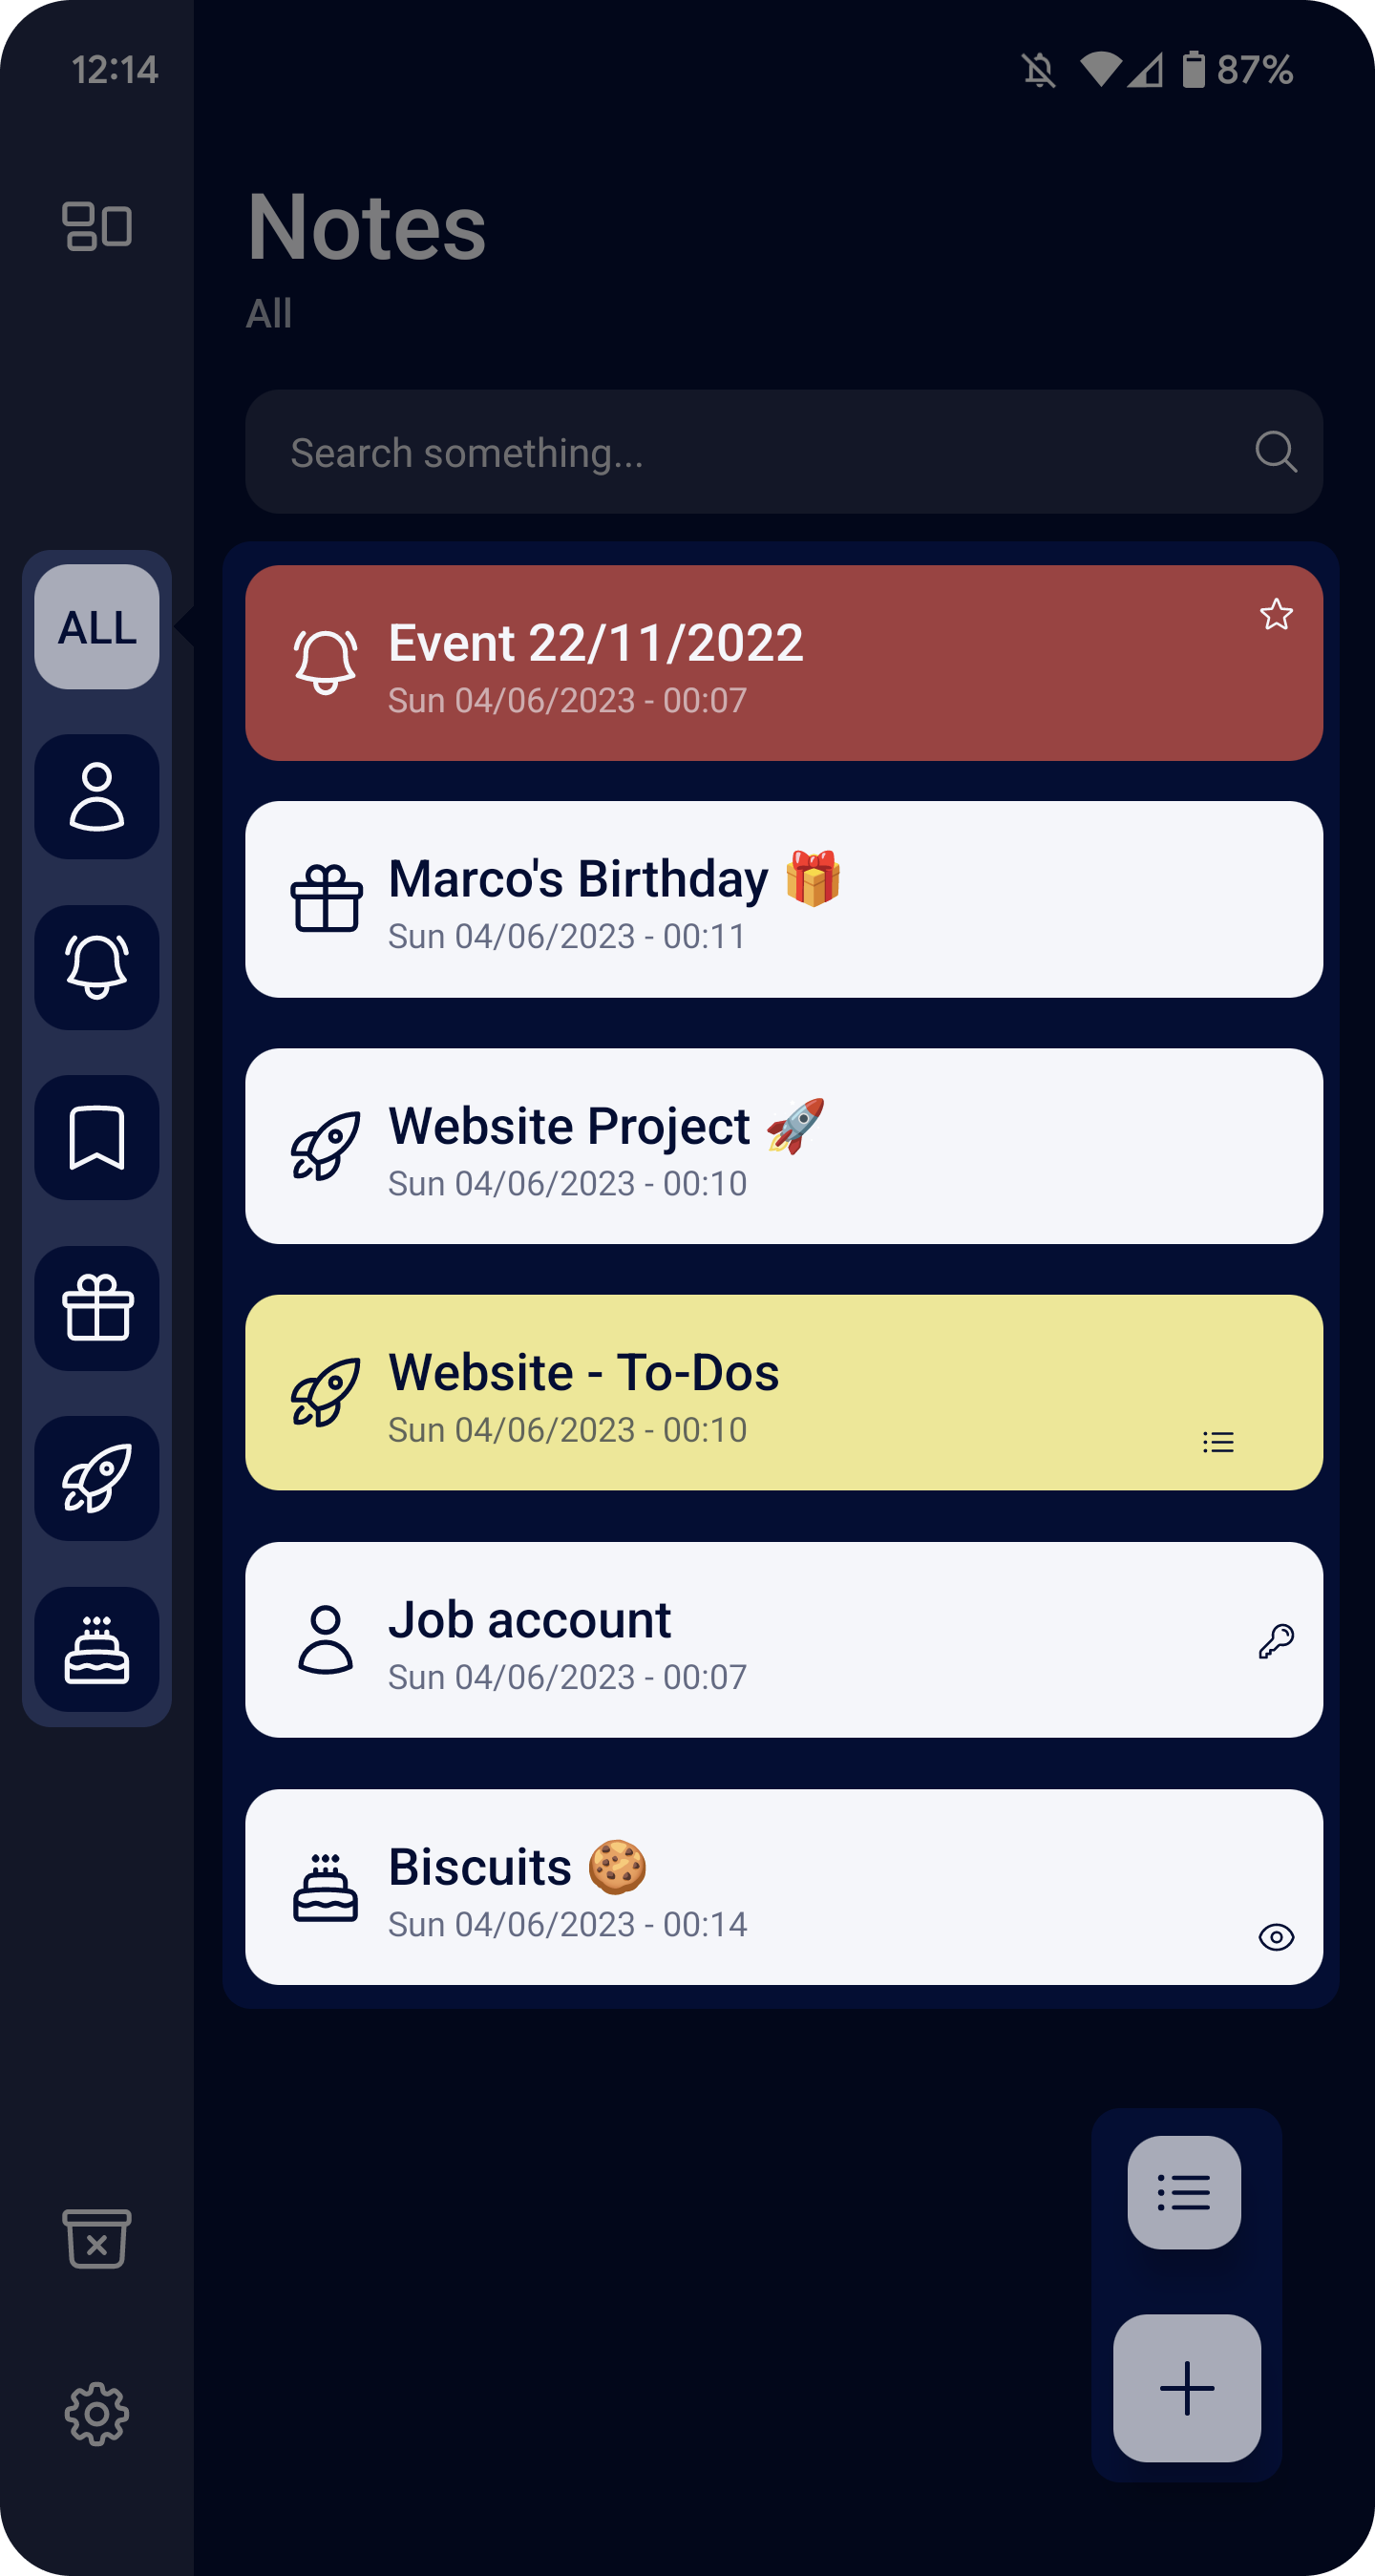 12:14
87%
Notes
All
Search something...
ALL
Event 22/11/2022
Sun 04/06/2023 - 00:07
Marco's Birthday 🎁
Sun 04/06/2023 - 00:11
Website Project 🚀
Sun 04/06/2023 - 00:10
Website - To-Dos
Sun 04/06/2023 - 00:10
Job account
Sun 04/06/2023 - 00:07
Biscuits 🍪
Sun 04/06/2023 - 00:14